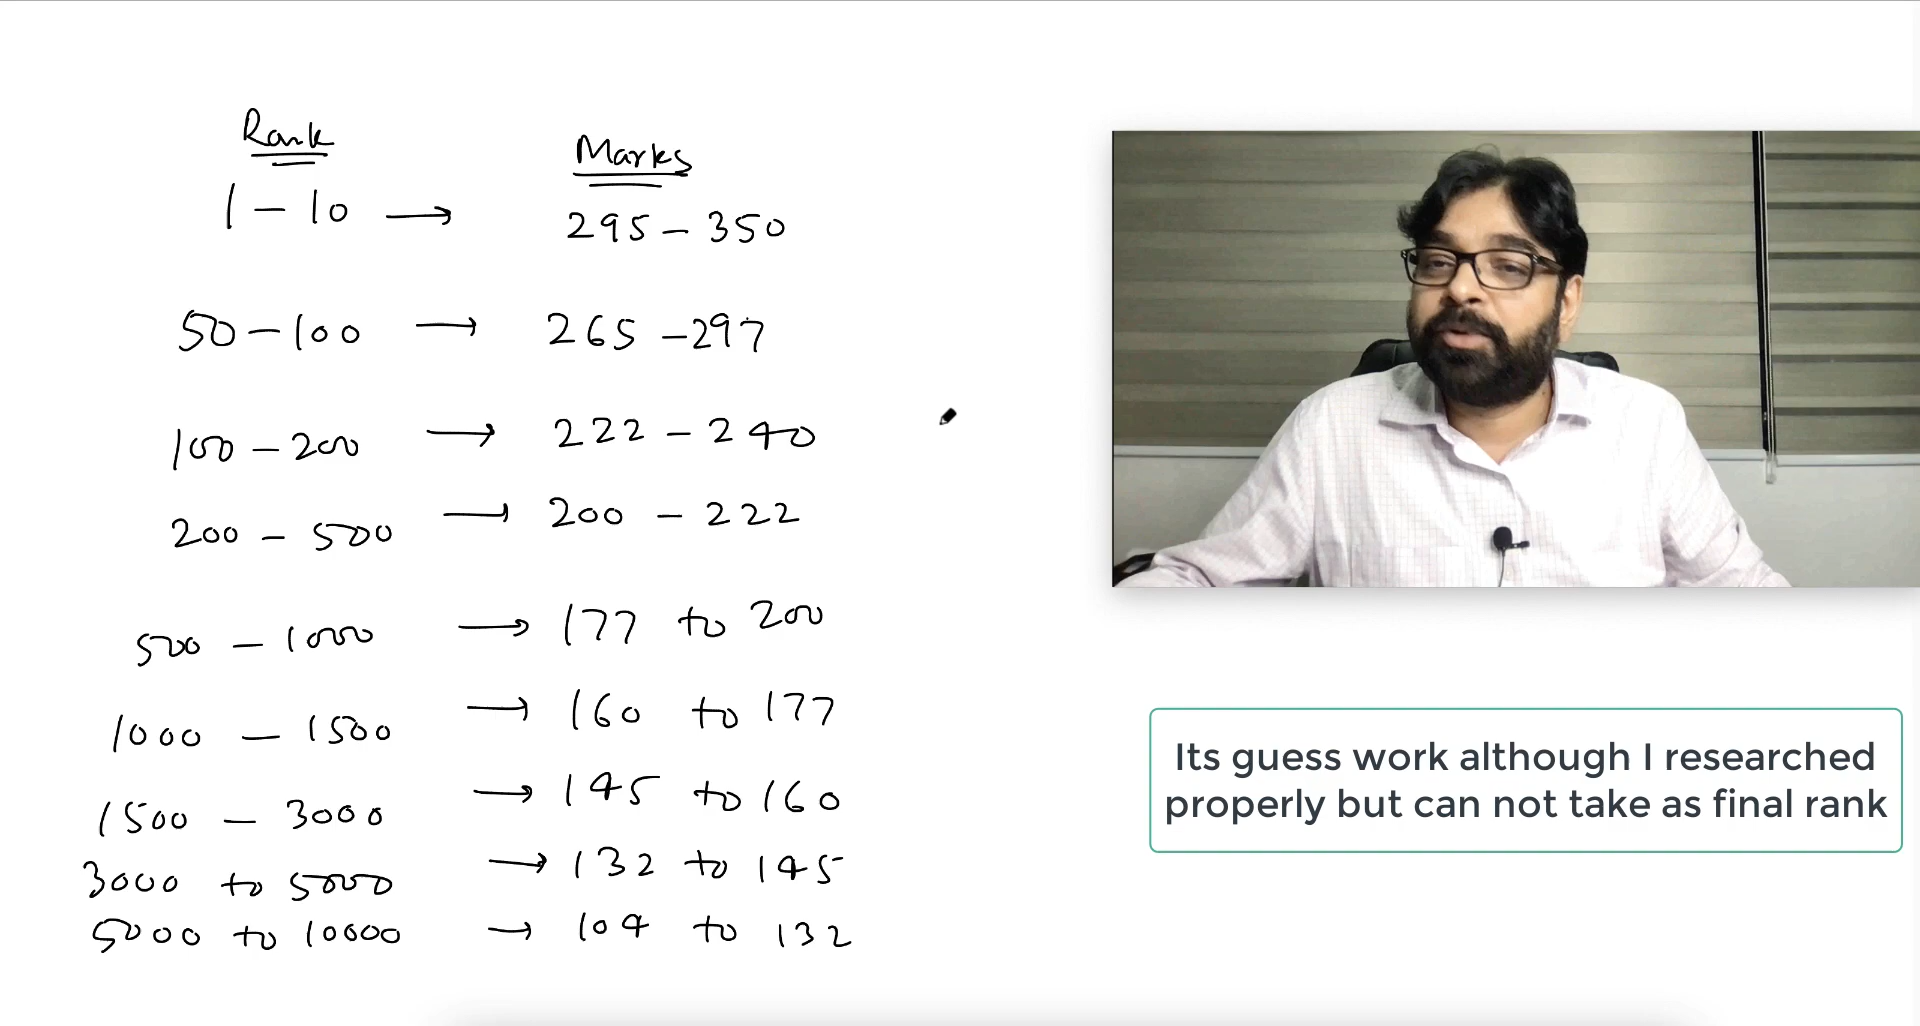 Rank
Marks
1 – 10 → 295 – 350
50 – 100 → 265 – 297
100 – 200 → 222 – 240
200 – 500 → 200 – 222
500 – 1000 → 177 to 200
1000 – 1500 → 160 to 177
1500 – 3000 → 145 to 160
3000 to 5000 → 132 to 145
5000 to 10000 → 104 to 132
Its guess work although I researched
properly but can not take as final rank